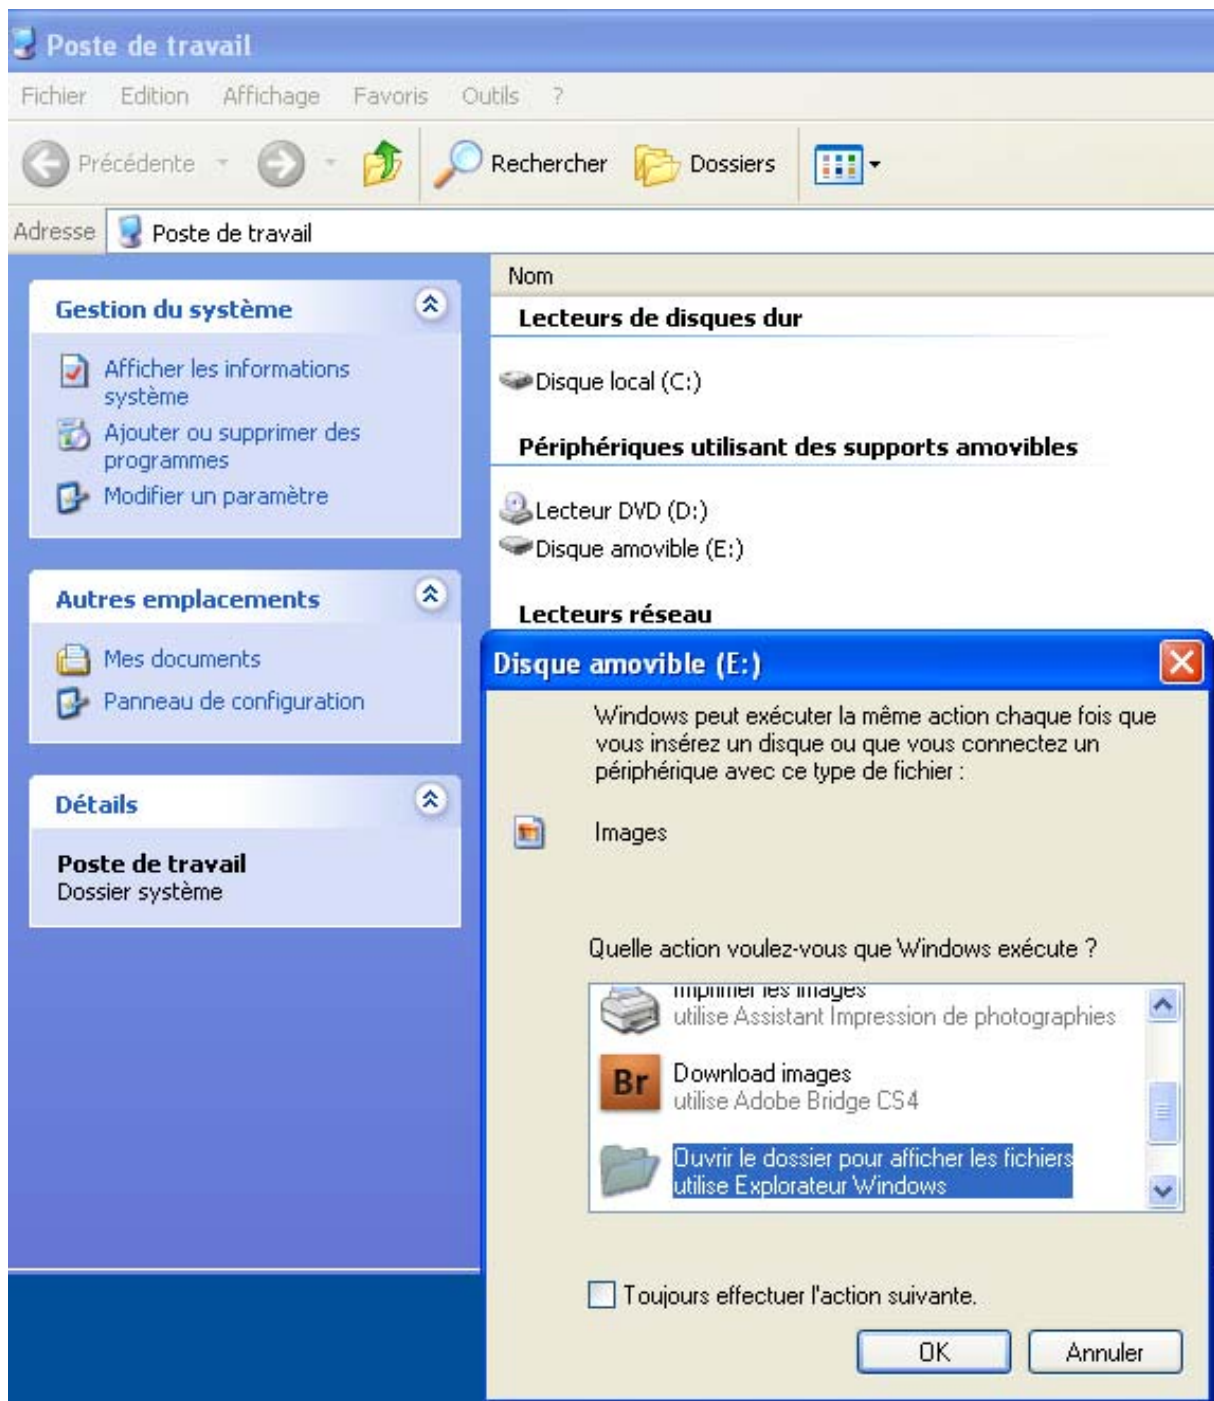 Poste de travail
Fichier Edition Affichage Favoris Outils ?
Précédente Rechercher Dossiers
Adresse Poste de travail
Gestion du système
Afficher les informations
système
Ajouter ou supprimer des
programmes
Modifier un paramètre
Autres emplacements
Mes documents
Panneau de configuration
Détails
Poste de travail
Dossier système
Nom
Lecteurs de disques dur
Disque local (C:)
Périphériques utilisant des supports amovibles
Lecteur DVD (D:)
Disque amovible (E:)
Lecteurs réseau
Disque amovible (E:)
Windows peut exécuter la même action chaque fois que
vous insérez un disque ou que vous connectez un
périphérique avec ce type de fichier :
Images
Quelle action voulez-vous que Windows exécute ?
Imprimer les images
utilise Assistant Impression de photographies
Br
Download images
utilise Adobe Bridge CS4
Ouvrir le dossier pour afficher les fichiers
utilise Explorateur Windows
Toujours effectuer l'action suivante.
OK Annuler